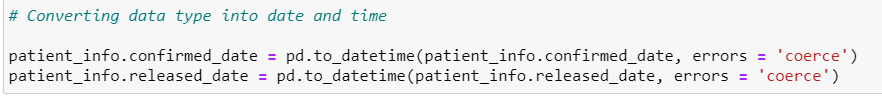 # Converting data type into date and time
patient_info.confirmed_date = pd.to_datetime(patient_info.confirmed_date, errors = 'coerce')
patient_info.released_date = pd.to_datetime(patient_info.released_date, errors = 'coerce')